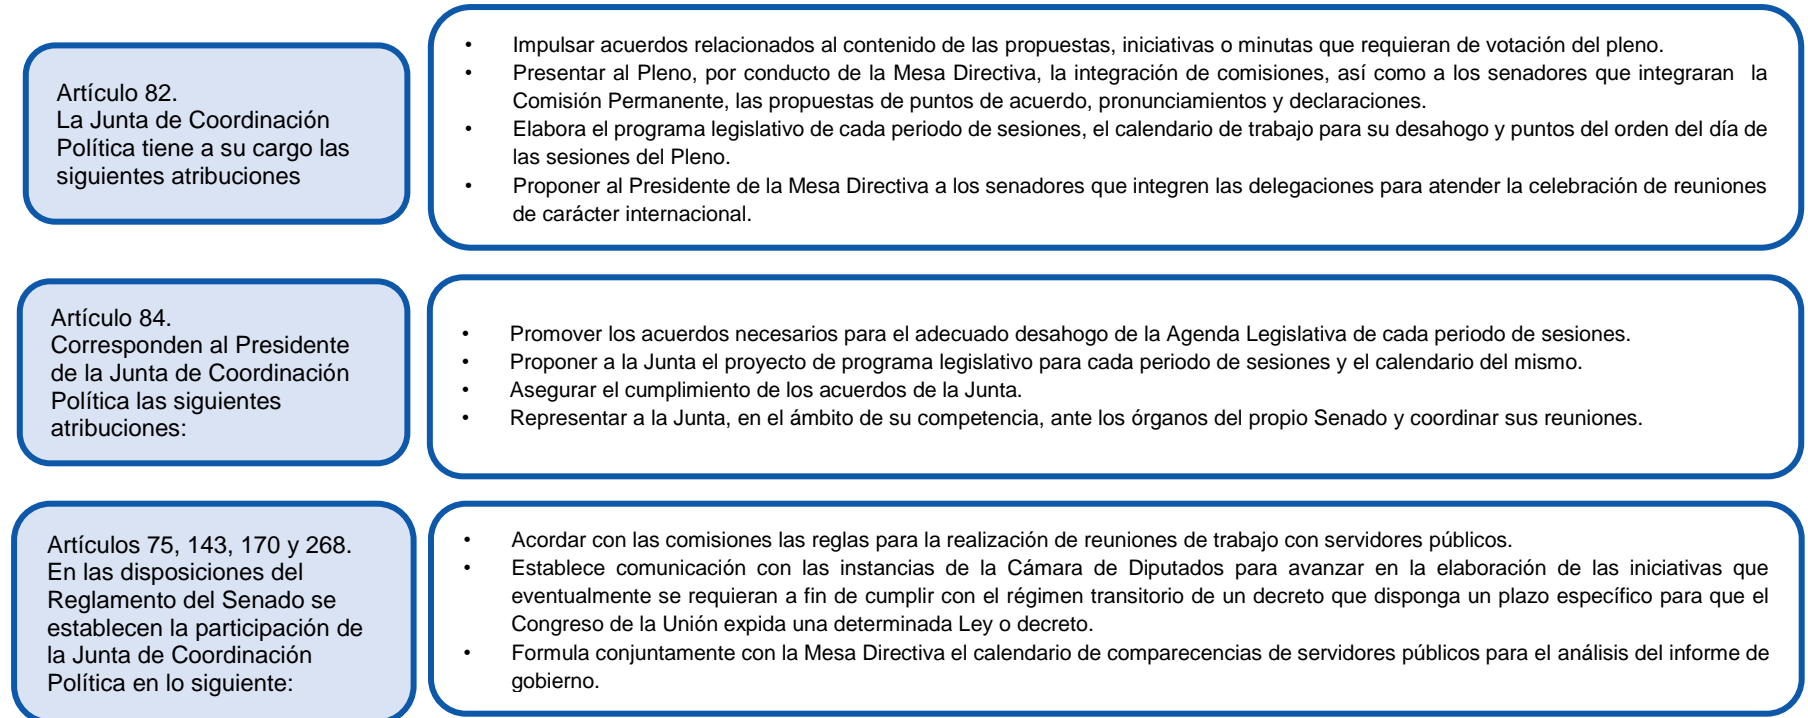 Artículo 82.
La Junta de Coordinación
Política tiene a su cargo las
siguientes atribuciones
• Impulsar acuerdos relacionados al contenido de las propuestas, iniciativas o minutas que requieran de votación del pleno.
• Presentar al Pleno, por conducto de la Mesa Directiva, la integración de comisiones, así como a los senadores que integraran la
Comisión Permanente, las propuestas de puntos de acuerdo, pronunciamientos y declaraciones.
• Elabora el programa legislativo de cada periodo de sesiones, el calendario de trabajo para su desahogo y puntos del orden del día de
las sesiones del Pleno.
• Proponer al Presidente de la Mesa Directiva a los senadores que integren las delegaciones para atender la celebración de reuniones
de carácter internacional.
Artículo 84.
Corresponden al Presidente
de la Junta de Coordinación
Política las siguientes
atribuciones:
• Promover los acuerdos necesarios para el adecuado desahogo de la Agenda Legislativa de cada periodo de sesiones.
• Proponer a la Junta el proyecto de programa legislativo para cada periodo de sesiones y el calendario del mismo.
• Asegurar el cumplimiento de los acuerdos de la Junta.
• Representar a la Junta, en el ámbito de su competencia, ante los órganos del propio Senado y coordinar sus reuniones.
Artículos 75, 143, 170 y 268.
En las disposiciones del
Reglamento del Senado se
establecen la participación de
la Junta de Coordinación
Política en lo siguiente:
• Acordar con las comisiones las reglas para la realización de reuniones de trabajo con servidores públicos.
• Establece comunicación con las instancias de la Cámara de Diputados para avanzar en la elaboración de las iniciativas que
eventualmente se requieran a fin de cumplir con el régimen transitorio de un decreto que disponga un plazo específico para que el
Congreso de la Unión expida una determinada Ley o decreto.
• Formula conjuntamente con la Mesa Directiva el calendario de comparecencias de servidores públicos para el análisis del informe de
gobierno.